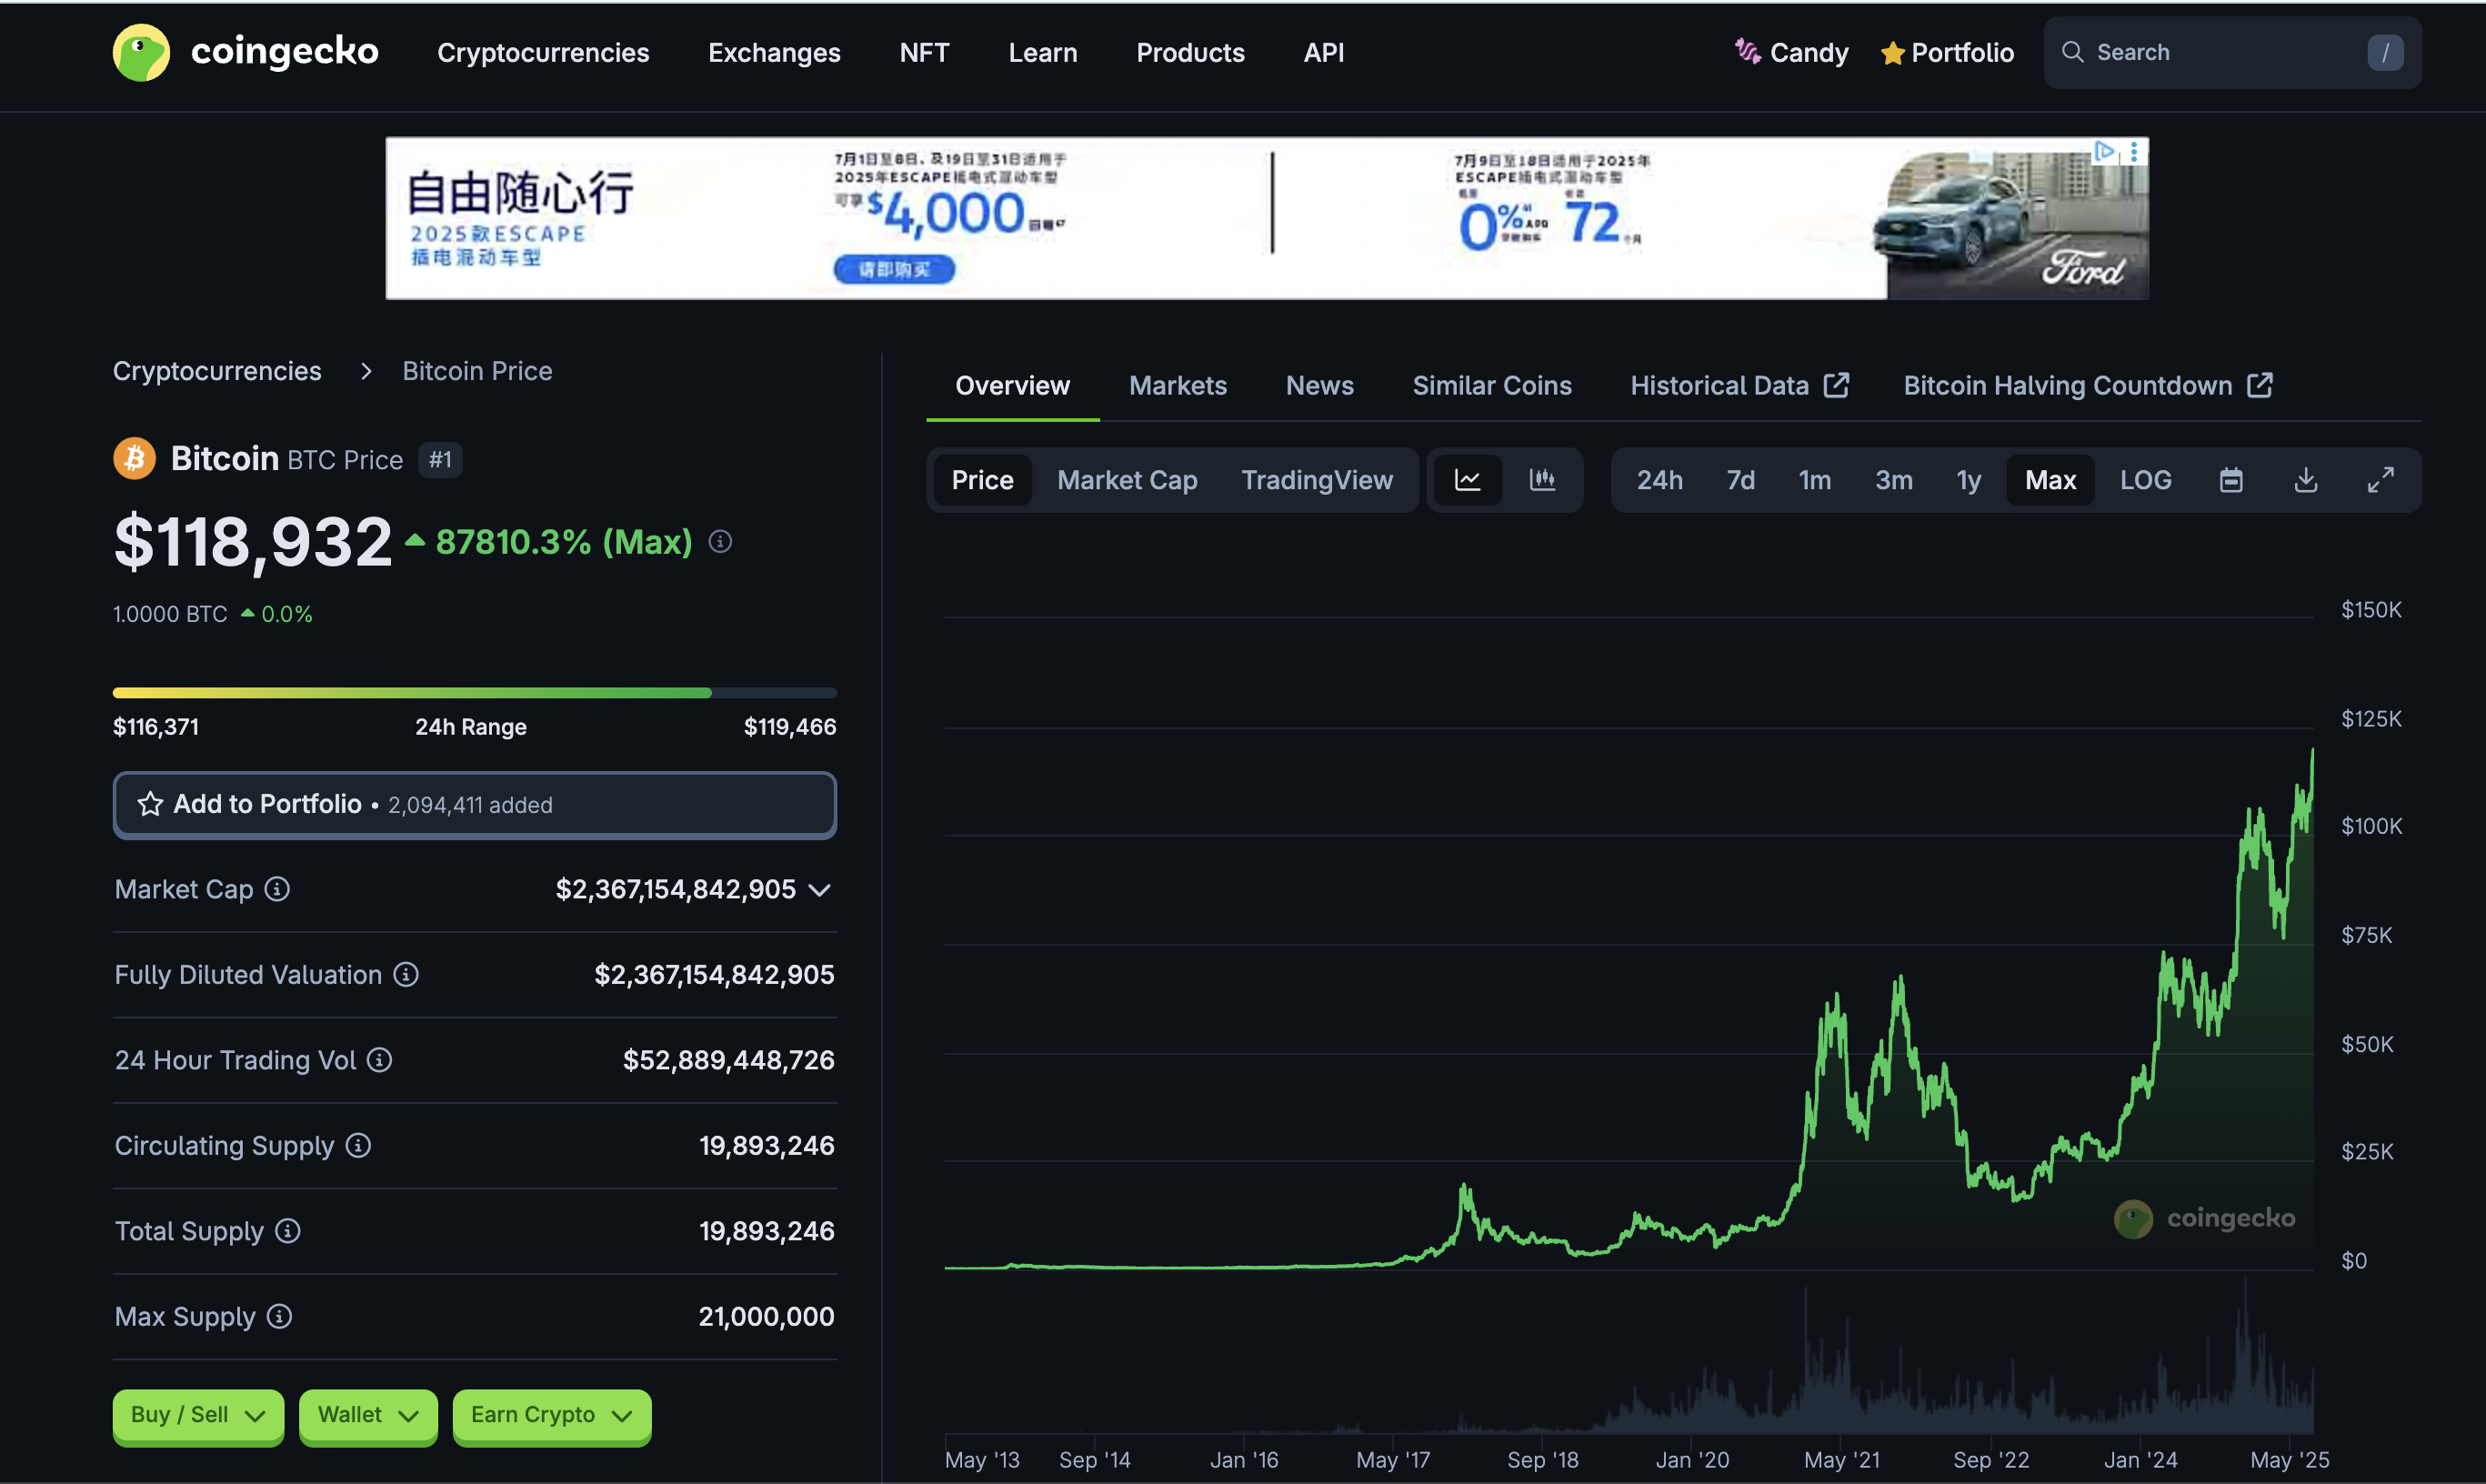 coingecko
Cryptocurrencies
Exchanges
NFT
Learn
Products
API
Candy
Portfolio
Search
/
自由随心行
2025款ESCAPE
插电混动车型
7月1日至8日、及19日至31日适用于
2025年ESCAPE插电式混动车型
可享$4,000
请即购买
7月9日至18日适用于2025年
ESCAPE插电式混动车型
0% 72
个月
Ford
Cryptocurrencies > Bitcoin Price
Bitcoin BTC Price #1
$118,932 87810.3% (Max)
1.0000 BTC 0.0%
$116,371 24h Range $119,466
Add to Portfolio • 2,094,411 added
Market Cap $2,367,154,842,905
Fully Diluted Valuation $2,367,154,842,905
24 Hour Trading Vol $52,889,448,726
Circulating Supply 19,893,246
Total Supply 19,893,246
Max Supply 21,000,000
Buy / Sell
Wallet
Earn Crypto
Overview
Markets
News
Similar Coins
Historical Data
Bitcoin Halving Countdown
Price
Market Cap
TradingView
24h
7d
1m
3m
1y
Max
LOG
$150K
$125K
$100K
$75K
$50K
$25K
$0
coingecko
May '13
Sep '14
Jan '16
May '17
Sep '18
Jan '20
May '21
Sep '22
Jan '24
May '25